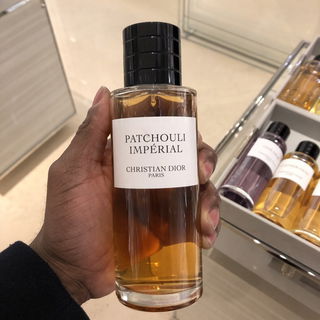 PATCHOULI
IMPÉRIAL
CHRISTIAN DIOR
PARIS